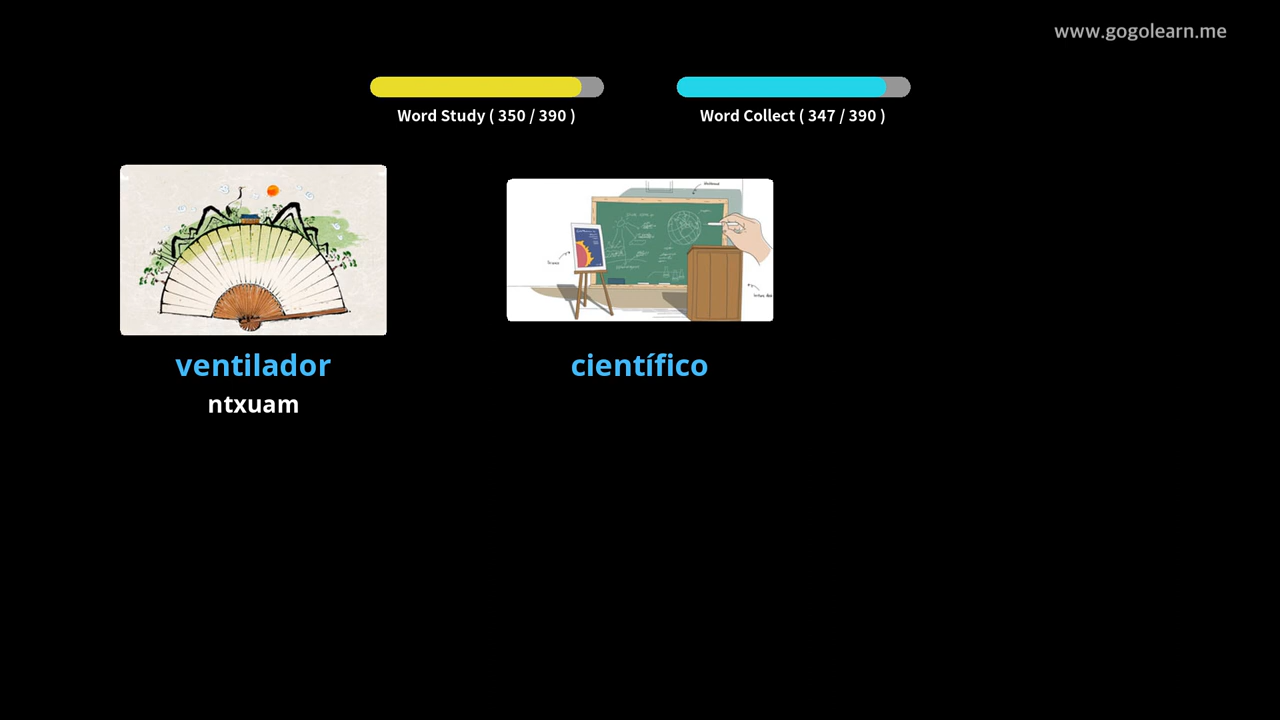 www.gogolearn.me
Word Study ( 350 / 390 )
Word Collect ( 347 / 390 )
ventilador
científico
ntxuam